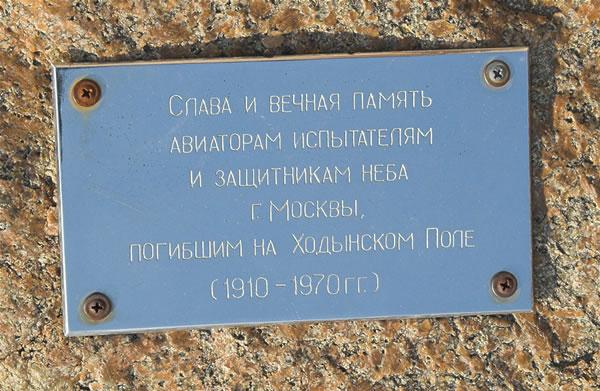 Слава и вечная память
авиаторам испытателям
и защитникам неба
г. Москвы,
погибшим на Ходынском Поле
(1910 - 1970 гг.)